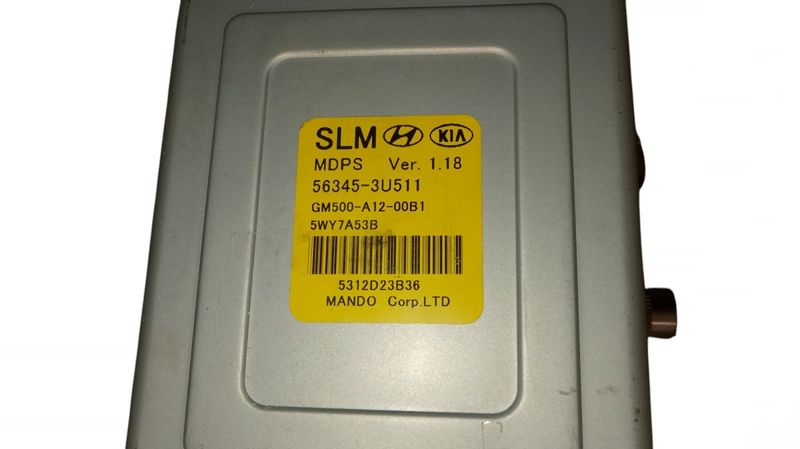 SLM KIA
MDPS Ver. 1.18
56345-3U511
GM500-A12-00B1
5WY7A53B
5312D23B36
MANDO Corp.LTD